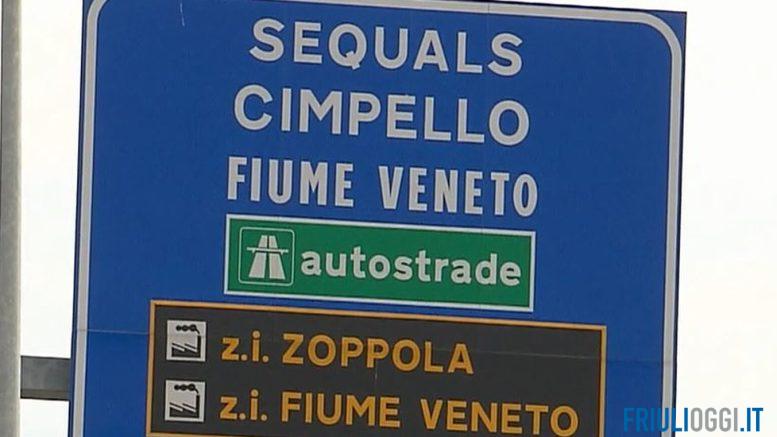 SEQUALS
CIMPELLO
FIUME VENETO
autostrade
z.i. ZOPPOLA
z.i. FIUME VENETO
FRIULIOGGI.IT